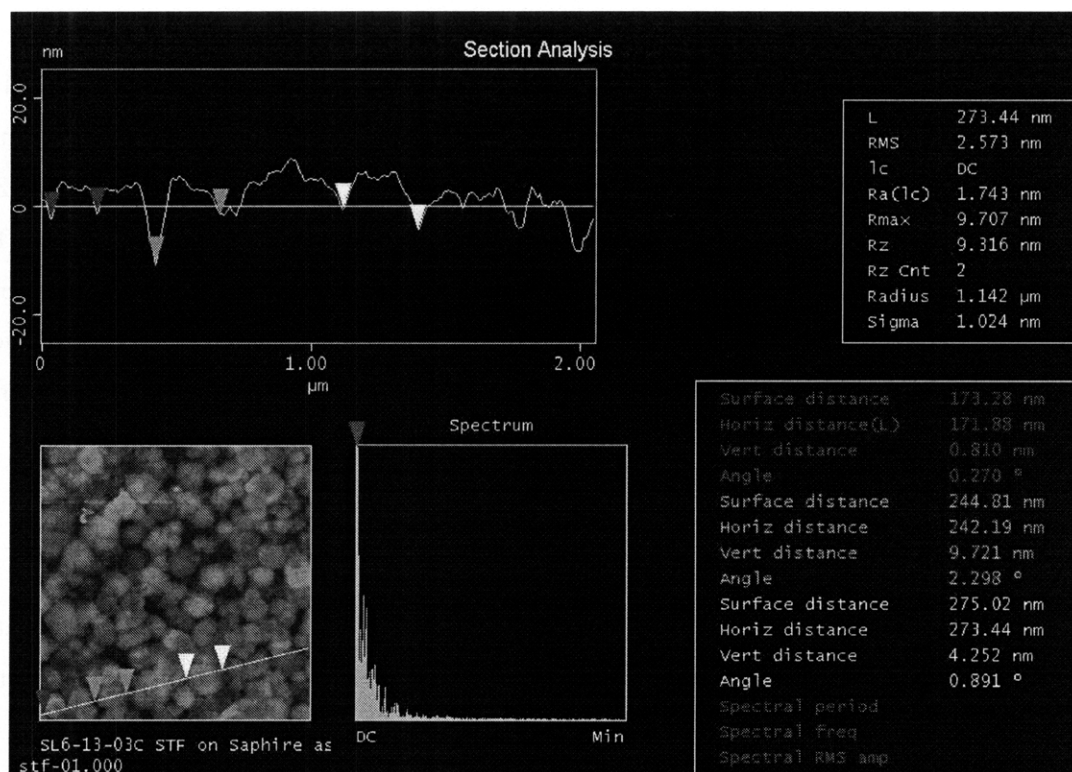 Section Analysis
nm
20.0
0
-20.0
0 1.00 2.00
µm
L 273.44 nm
RMS 2.573 nm
lc DC
Ra(lc) 1.743 nm
Rmax 9.707 nm
Rz 9.316 nm
Rz Cnt 2
Radius 1.142 µm
Sigma 1.024 nm
Surface distance 173.28 nm
Horiz distance(L) 171.88 nm
Vert distance 0.810 nm
Angle 0.270 °
Surface distance 244.81 nm
Horiz distance 242.19 nm
Vert distance 9.721 nm
Angle 2.298 °
Surface distance 275.02 nm
Horiz distance 273.44 nm
Vert distance 4.252 nm
Angle 0.891 °
Spectral period
Spectral freq
Spectral RMS amp
Spectrum
DC Min
SL6-13-03C STF on Saphire as
stf-01.000